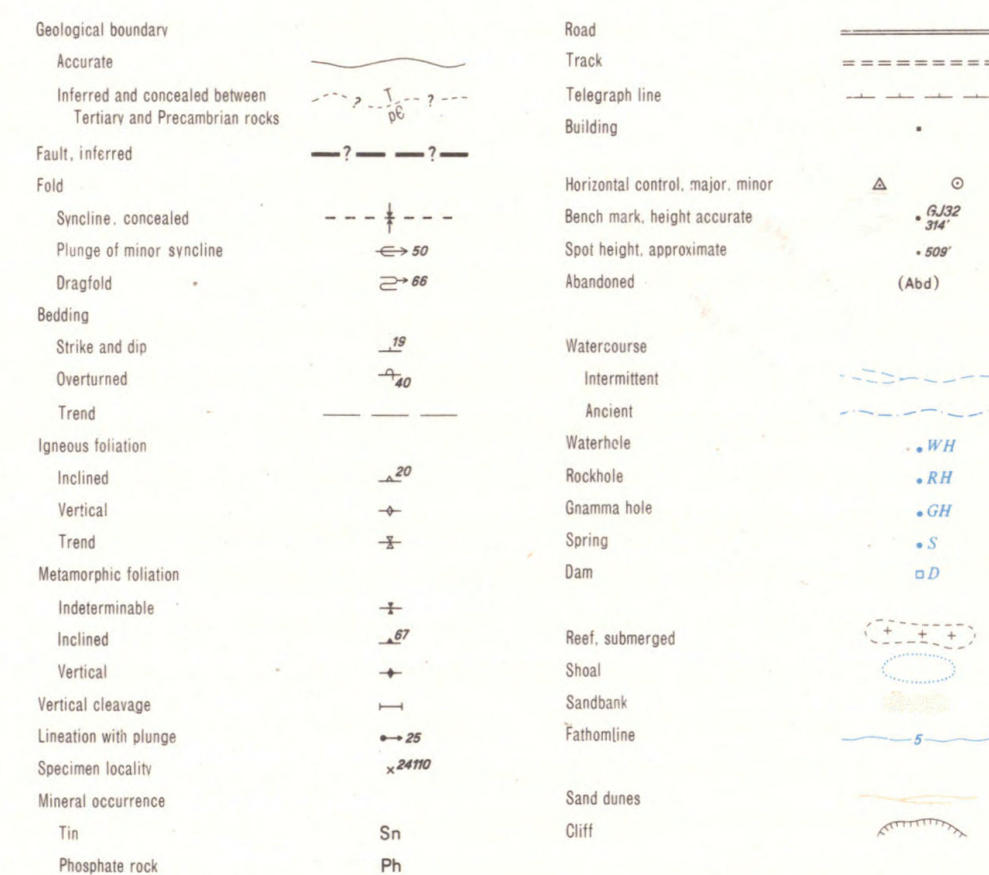 Geological boundary
Accurate
Inferred and concealed between ? T pЄ ?
Tertiary and Precambrian rocks
Fault, inferred ? ?
Fold
Syncline, concealed
Plunge of minor syncline 50
Dragfold 66
Bedding
Strike and dip 19
Overturned 40
Trend
Igneous foliation
Inclined 20
Vertical
Trend
Metamorphic foliation
Indeterminable
Inclined 67
Vertical
Vertical cleavage
Lineation with plunge 25
Specimen locality x 24110
Mineral occurrence
Tin Sn
Phosphate rock Ph
Road
Track
Telegraph line
Building
Horizontal control, major, minor
Bench mark, height accurate GJ32
314'
Spot height, approximate 509'
Abandoned (Abd)
Watercourse
Intermittent
Ancient
Waterhole WH
Rockhole RH
Gnamma hole GH
Spring S
Dam D
Reef, submerged
Shoal
Sandbank
Fathomline 5
Sand dunes
Cliff